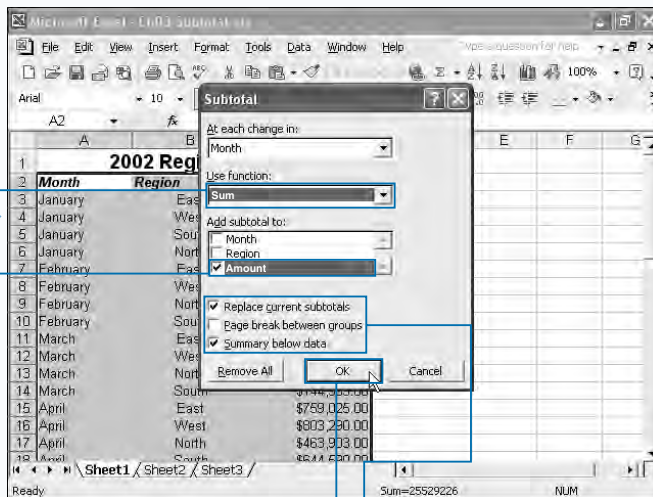 Microsoft Excel - Ch03 Subtotal.xls
File Edit View Insert Format Tools Data Window Help Type a question for help
100%
Arial 10
A2 fx
A B E F G
1 2002 Regi
2 Month Region
3 January Eas
4 January Wes
5 January Sou
6 January Nort
7 February Eas
8 February Wes
9 February Nort
10 February Sou
11 March Eas
12 March Wes
13 March Nort
14 March South
15 April East $759,025.00
16 April West $803,290.00
17 April North $463,903.00
18 April South
Subtotal
At each change in:
Month
Use function:
Sum
Add subtotal to:
Month
Region
Amount
Replace current subtotals
Page break between groups
Summary below data
Remove All OK Cancel
Sheet1 Sheet2 Sheet3
Ready Sum=25529226 NUM